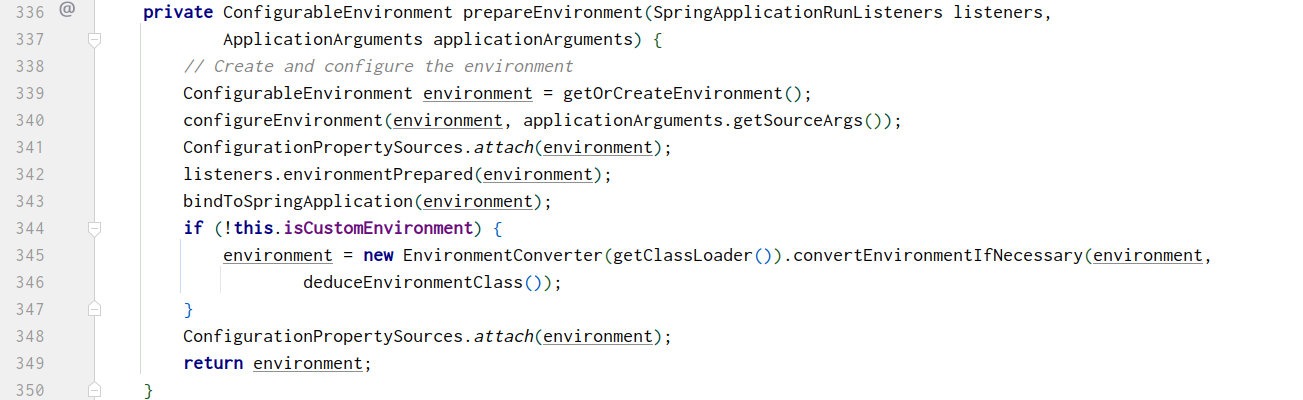 336 @ private ConfigurableEnvironment prepareEnvironment(SpringApplicationRunListeners listeners,
337 ApplicationArguments applicationArguments) {
338 // Create and configure the environment
339 ConfigurableEnvironment environment = getOrCreateEnvironment();
340 configureEnvironment(environment, applicationArguments.getSourceArgs());
341 ConfigurationPropertySources.attach(environment);
342 listeners.environmentPrepared(environment);
343 bindToSpringApplication(environment);
344 if (!this.isCustomEnvironment) {
345 environment = new EnvironmentConverter(getClassLoader()).convertEnvironmentIfNecessary(environment,
346 deduceEnvironmentClass());
347 }
348 ConfigurationPropertySources.attach(environment);
349 return environment;
350 }